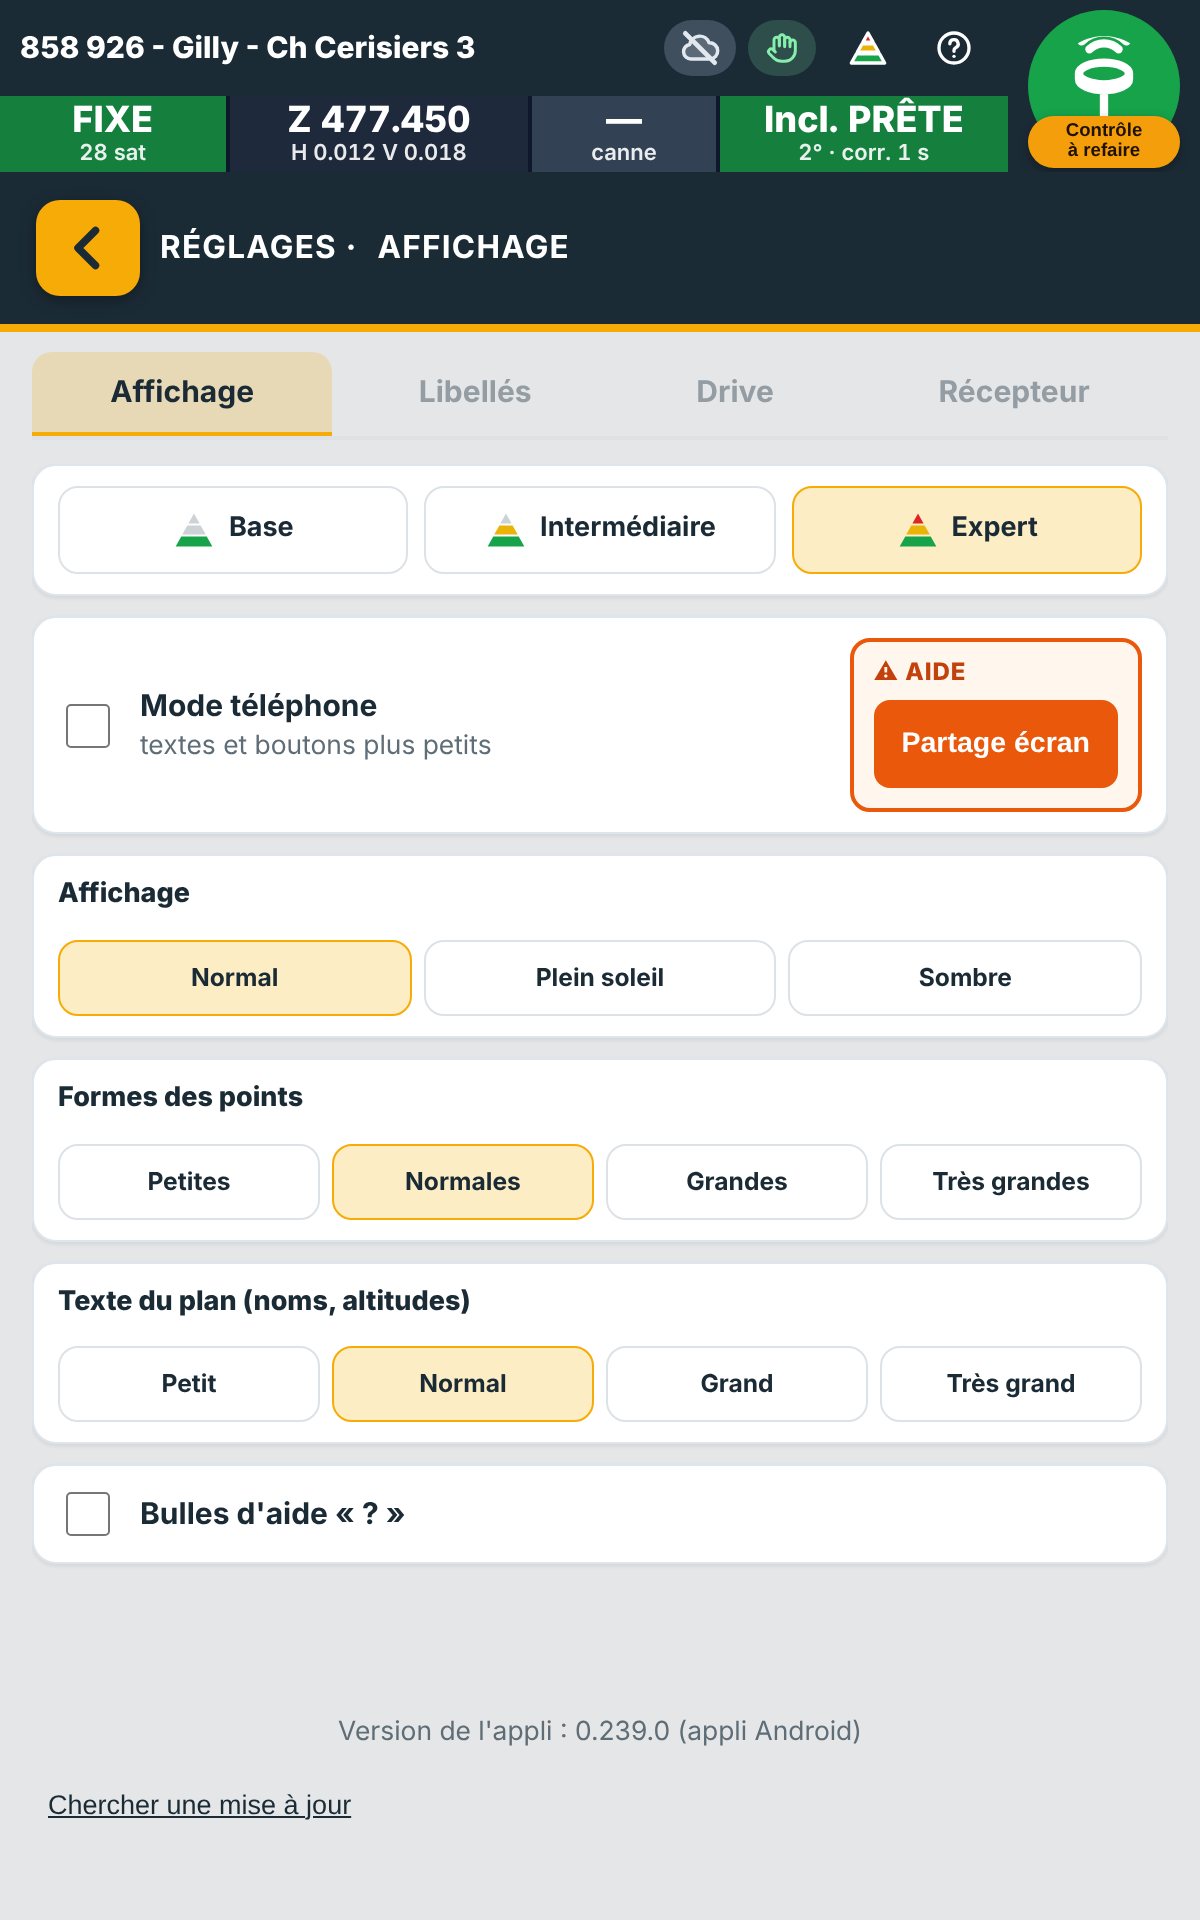 858 926 - Gilly - Ch Cerisiers 3
FIXE
28 sat
Z 477.450
H 0.012 V 0.018
—
canne
Incl. PRÊTE
2° · corr. 1 s
Contrôle
à refaire
RÉGLAGES · AFFICHAGE
Affichage
Libellés
Drive
Récepteur
Base
Intermédiaire
Expert
Mode téléphone
textes et boutons plus petits
AIDE
Partage écran
Affichage
Normal
Plein soleil
Sombre
Formes des points
Petites
Normales
Grandes
Très grandes
Texte du plan (noms, altitudes)
Petit
Normal
Grand
Très grand
Bulles d'aide « ? »
Version de l'appli : 0.239.0 (appli Android)
Chercher une mise à jour